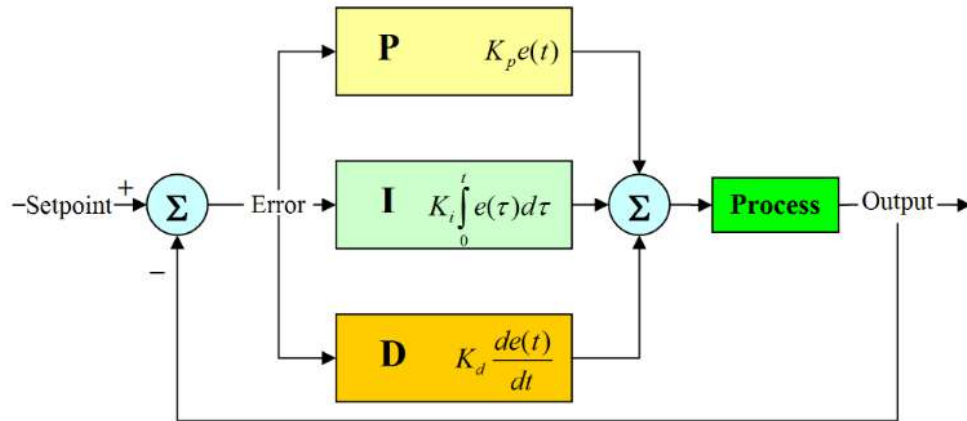 P K_p e(t)
–Setpoint + Σ Error I K_i ∫_0^t e(τ)dτ Σ Process Output
–
D K_d de(t)/dt